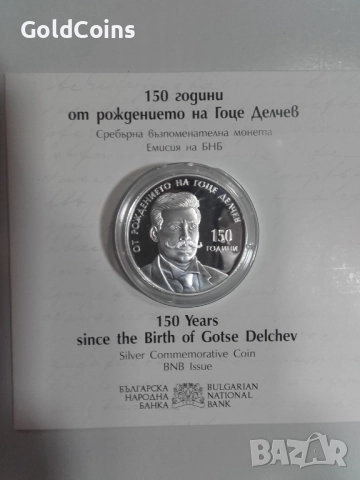 GoldCoins
150 години
от рождението на Гоце Делчев
Сребърна възпоменателна монета
Емисия на БНБ
ОТ РОЖДЕНИЕТО НА ГОЦЕ ДЕЛЧЕВ
150
ГОДИНИ
150 Years
since the Birth of Gotse Delchev
Silver Commemorative Coin
BNB Issue
БЪЛГАРСКА
НАРОДНА
БАНКА
BULGARIAN
NATIONAL
BANK
BAZAR